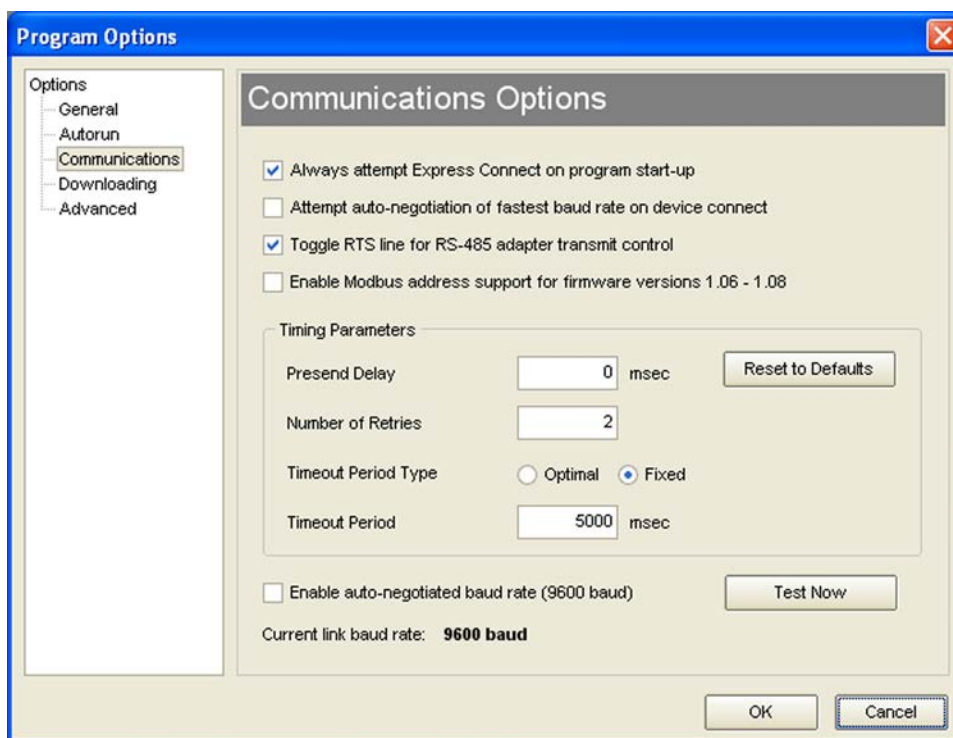 Program Options
Options
General
Autorun
Communications
Downloading
Advanced
Communications Options
Always attempt Express Connect on program start-up
Attempt auto-negotiation of fastest baud rate on device connect
Toggle RTS line for RS-485 adapter transmit control
Enable Modbus address support for firmware versions 1.06 - 1.08
Timing Parameters
Presend Delay 0 msec Reset to Defaults
Number of Retries 2
Timeout Period Type Optimal Fixed
Timeout Period 5000 msec
Enable auto-negotiated baud rate (9600 baud) Test Now
Current link baud rate: 9600 baud
OK Cancel